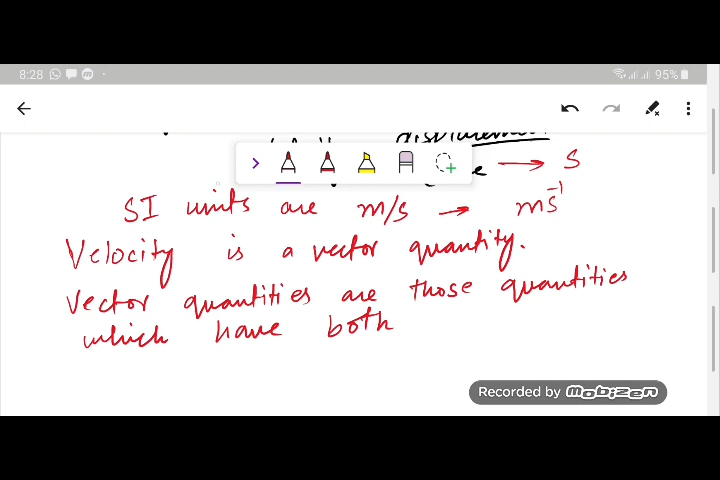 8:28 95%
displacement
S
SI units are m/s → ms⁻¹
Velocity is a vector quantity.
Vector quantities are those quantities
which have both
Recorded by mobizen